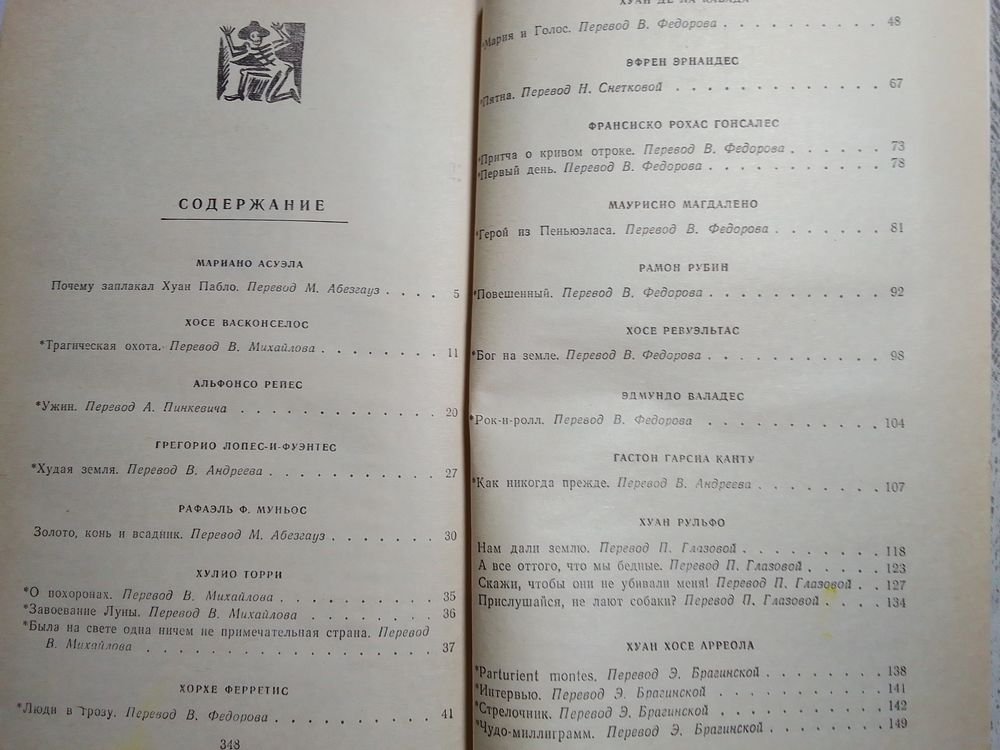 СОДЕРЖАНИЕ
МАРИАНО АСУЭЛА
Почему заплакал Хуан Пабло. Перевод М. Абезгауз . . . . 5
ХОСЕ ВАСКОНСЕЛОС
*Трагическая охота. Перевод В. Михайлова . . . . . . . . 11
АЛЬФОНСО РЕЙЕС
*Ужин. Перевод А. Пинкевича . . . . . . . . . . . . . 20
ГРЕГОРИО ЛОПЕС-И-ФУЭНТЕС
*Худая земля. Перевод В. Андреева . . . . . . . . . . . 27
РАФАЭЛЬ Ф. МУНЬОС
Золото, конь и всадник. Перевод М. Абезгауз . . . . . . . 30
ХУЛИО ТОРРИ
*О похоронах. Перевод В. Михайлова . . . . . . . . . . 35
*Завоевание Луны. Перевод В. Михайлова . . . . . . . . 36
*Была на свете одна ничем не примечательная страна. Перевод
В. Михайлова . . . . . . . . . . . . . . . . . 37
ХОРХЕ ФЕРРЕТИС
*Люди в грозу. Перевод В. Федорова . . . . . . . . . . 41
348
ХУАН ДЕ ЛА КАБАДА
*Мария и Голос. Перевод В. Федорова . . . . . . . . . . 48
ЭФРЕН ЭРНАНДЕС
*Пятна. Перевод Н. Снетковой . . . . . . . . . . . . . 67
ФРАНСИСКО РОХАС ГОНСАЛЕС
*Притча о кривом отроке. Перевод В. Федорова . . . . . . 73
*Первый день. Перевод В. Федорова . . . . . . . . . . . 78
МАУРИСИО МАГДАЛЕНО
*Герой из Пеньюэласа. Перевод В. Федорова . . . . . . . 81
РАМОН РУБИН
*Повешенный. Перевод В. Федорова . . . . . . . . . . . 92
ХОСЕ РЕВУЭЛЬТАС
*Бог на земле. Перевод В. Федорова . . . . . . . . . . . 98
ЭДМУНДО ВАЛАДЕС
*Рок-н-ролл. Перевод В. Федорова . . . . . . . . . . . 104
ГАСТОН ГАРСИА КАНТУ
*Как никогда прежде. Перевод В. Андреева . . . . . . . . 107
ХУАН РУЛЬФО
Нам дали землю. Перевод П. Глазовой . . . . . . . . . 118
А все оттого, что мы бедные. Перевод П. Глазовой . . . . . 123
Скажи, чтобы они не убивали меня! Перевод П. Глазовой . . 127
Прислушайся, не лают собаки? Перевод П. Глазовой . . . . 134
ХУАН ХОСЕ АРРЕОЛА
*Parturient montes. Перевод Э. Брагинской . . . . . . . . 138
*Интервью. Перевод Э. Брагинской . . . . . . . . . . . 141
*Стрелочник. Перевод Э. Брагинской . . . . . . . . . . 142
*Чудо-миллиграмм. Перевод Э. Брагинской . . . . . . . . 149